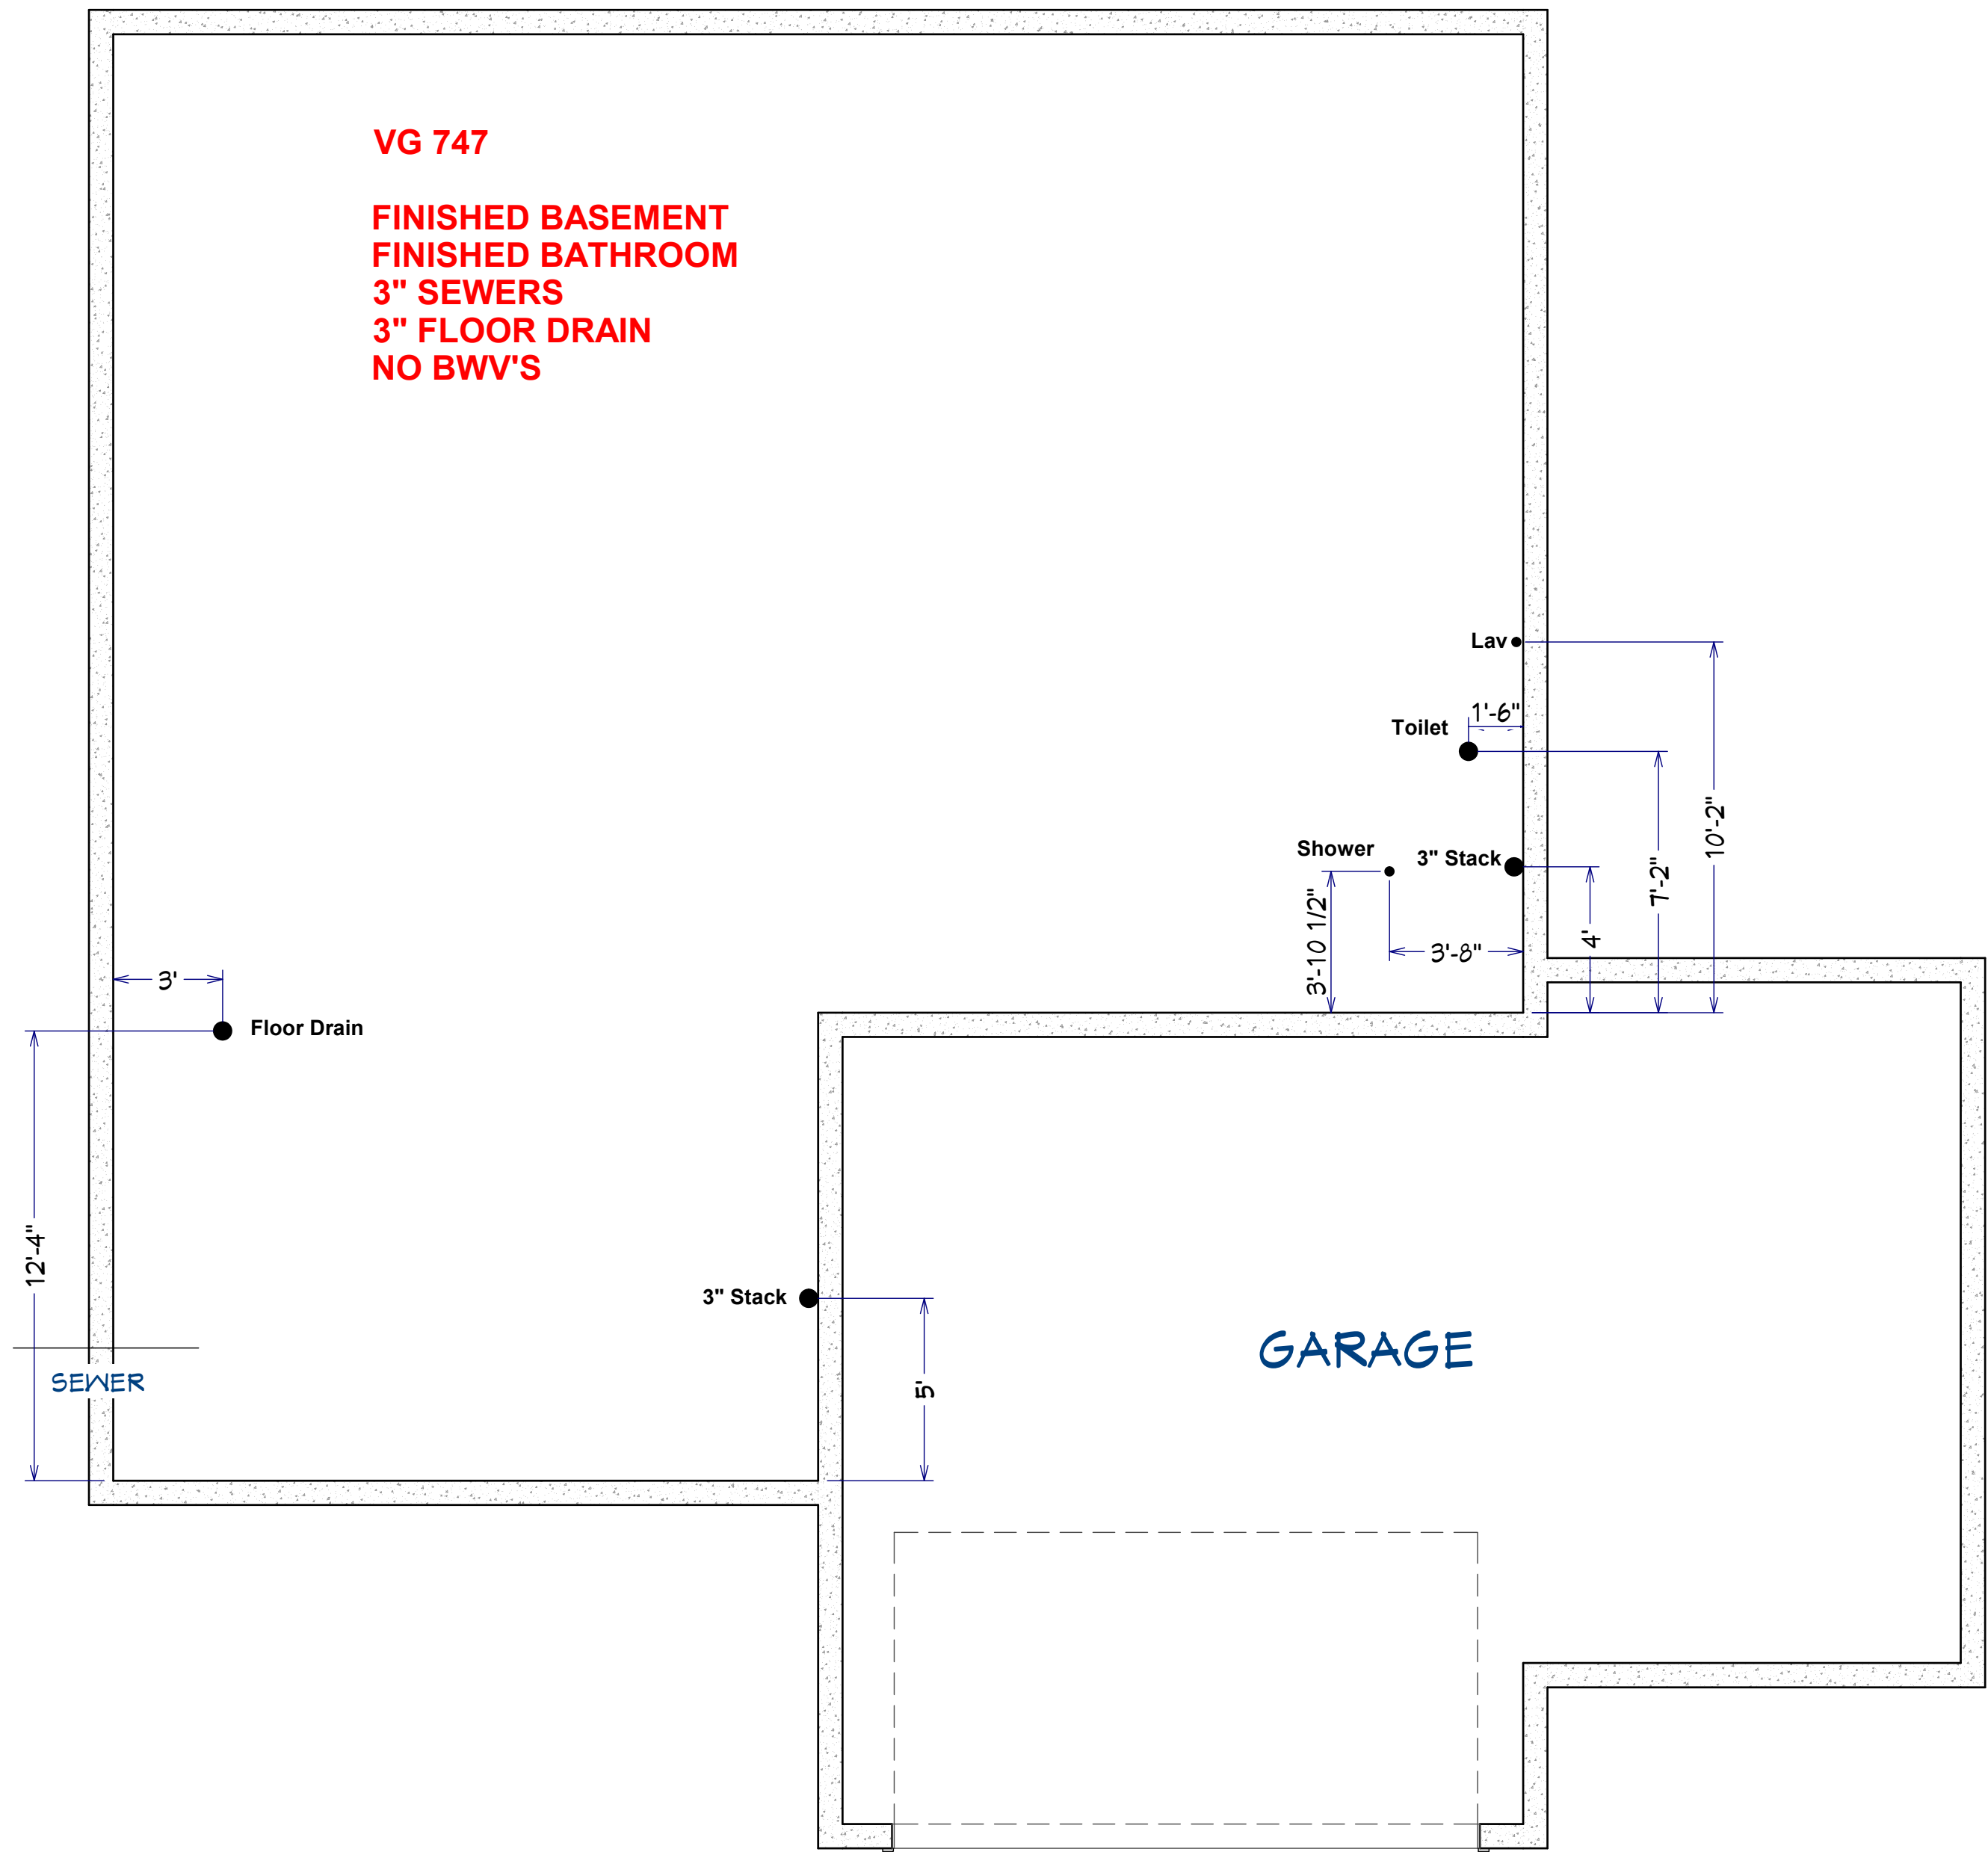 VG 747
FINISHED BASEMENT
FINISHED BATHROOM
3" SEWERS
3" FLOOR DRAIN
NO BWV'S
Lav
1'-6"
Toilet
10'-2"
7'-2"
Shower
3" Stack
3'-10 1/2"
3'-8"
4'
3'
Floor Drain
12'-4"
3" Stack
5'
GARAGE
SEWER